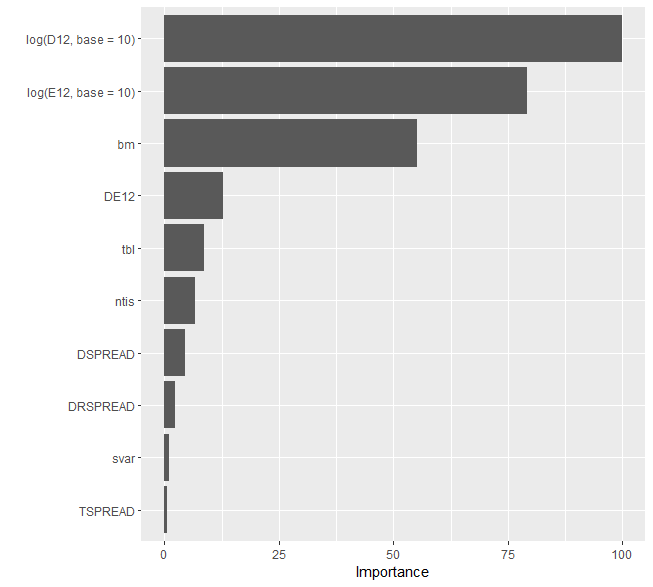 log(D12, base = 10)
log(E12, base = 10)
bm
DE12
tbl
ntis
DSPREAD
DRSPREAD
svar
TSPREAD
0 25 50 75 100
Importance